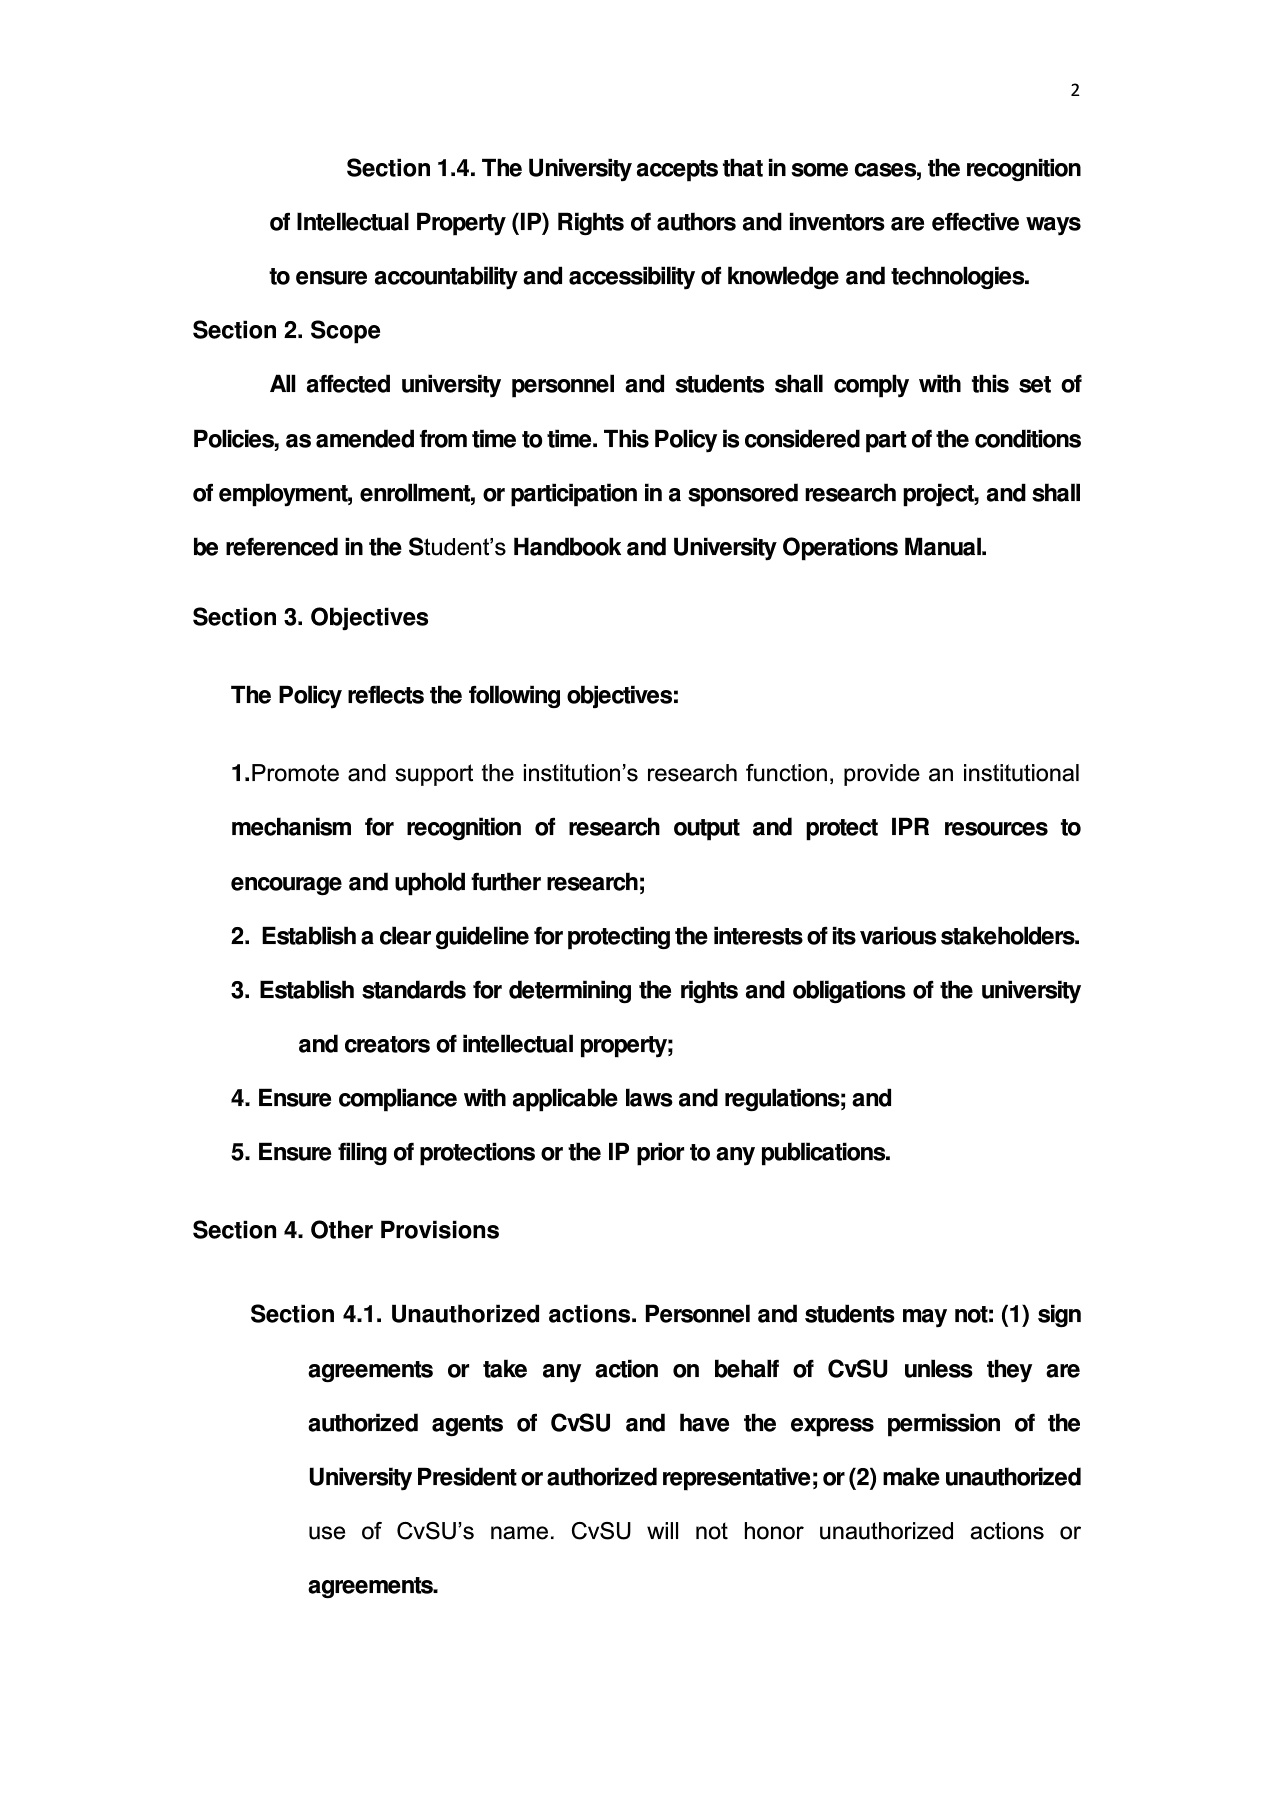 2
Section 1.4. The University accepts that in some cases, the recognition
of Intellectual Property (IP) Rights of authors and inventors are effective ways
to ensure accountability and accessibility of knowledge and technologies.
Section 2. Scope
All affected university personnel and students shall comply with this set of
Policies, as amended from time to time. This Policy is considered part of the conditions
of employment, enrollment, or participation in a sponsored research project, and shall
be referenced in the Student’s Handbook and University Operations Manual.
Section 3. Objectives
The Policy reflects the following objectives:
1.Promote and support the institution’s research function, provide an institutional
mechanism for recognition of research output and protect IPR resources to
encourage and uphold further research;
2. Establish a clear guideline for protecting the interests of its various stakeholders.
3. Establish standards for determining the rights and obligations of the university
and creators of intellectual property;
4. Ensure compliance with applicable laws and regulations; and
5. Ensure filing of protections or the IP prior to any publications.
Section 4. Other Provisions
Section 4.1. Unauthorized actions. Personnel and students may not: (1) sign
agreements or take any action on behalf of CvSU unless they are
authorized agents of CvSU and have the express permission of the
University President or authorized representative; or (2) make unauthorized
use of CvSU’s name. CvSU will not honor unauthorized actions or
agreements.